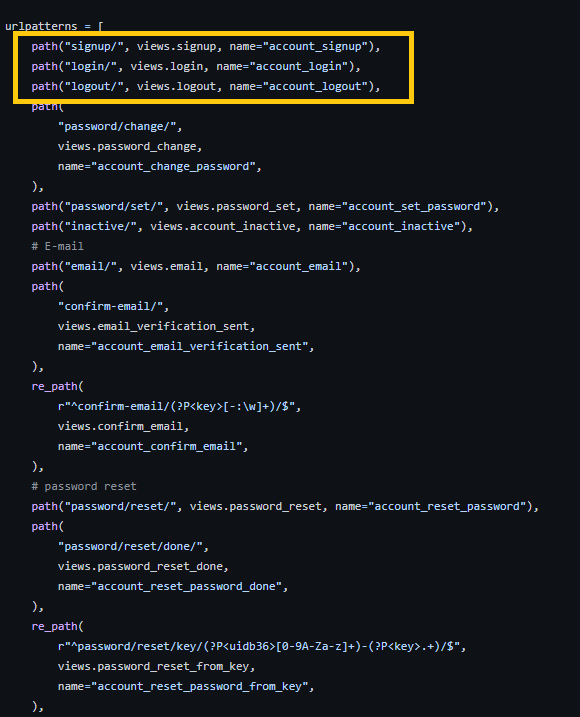 urlpatterns = [
    path("signup/", views.signup, name="account_signup"),
    path("login/", views.login, name="account_login"),
    path("logout/", views.logout, name="account_logout"),
    path(
        "password/change/",
        views.password_change,
        name="account_change_password",
    ),
    path("password/set/", views.password_set, name="account_set_password"),
    path("inactive/", views.account_inactive, name="account_inactive"),
    # E-mail
    path("email/", views.email, name="account_email"),
    path(
        "confirm-email/",
        views.email_verification_sent,
        name="account_email_verification_sent",
    ),
    re_path(
        r"^confirm-email/(?P<key>[-:\w]+)/$",
        views.confirm_email,
        name="account_confirm_email",
    ),
    # password reset
    path("password/reset/", views.password_reset, name="account_reset_password"),
    path(
        "password/reset/done/",
        views.password_reset_done,
        name="account_reset_password_done",
    ),
    re_path(
        r"^password/reset/key/(?P<uidb36>[0-9A-Za-z]+)-(?P<key>.+)/$",
        views.password_reset_from_key,
        name="account_reset_password_from_key",
    ),